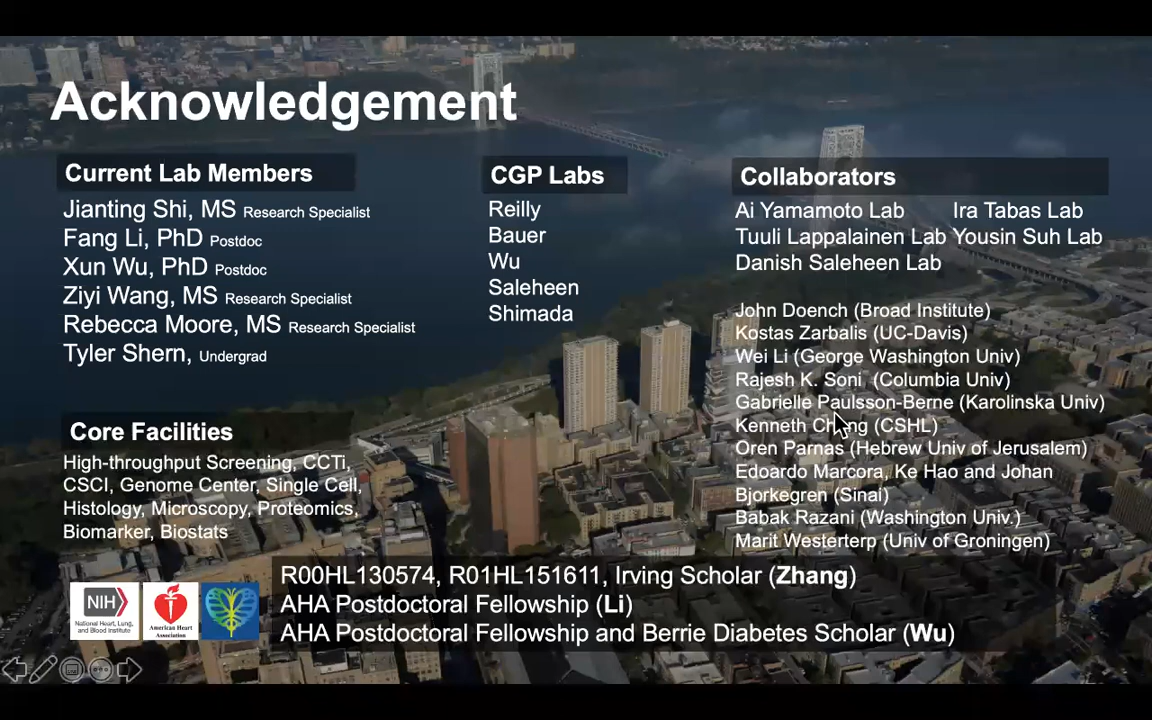 Acknowledgement
Current Lab Members
Jianting Shi, MS Research Specialist
Fang Li, PhD Postdoc
Xun Wu, PhD Postdoc
Ziyi Wang, MS Research Specialist
Rebecca Moore, MS Research Specialist
Tyler Shern, Undergrad
Core Facilities
High-throughput Screening, CCTi,
CSCI, Genome Center, Single Cell,
Histology, Microscopy, Proteomics,
Biomarker, Biostats
CGP Labs
Reilly
Bauer
Wu
Saleheen
Shimada
Collaborators
Ai Yamamoto Lab Ira Tabas Lab
Tuuli Lappalainen Lab Yousin Suh Lab
Danish Saleheen Lab
John Doench (Broad Institute)
Kostas Zarbalis (UC-Davis)
Wei Li (George Washington Univ)
Rajesh K. Soni (Columbia Univ)
Gabrielle Paulsson-Berne (Karolinska Univ)
Kenneth (CSHL)
Oren Parnas (Hebrew Univ of Jerusalem)
Edoardo Marcora, Ke Hao and Johan
Bjorkegren (Sinai)
Babak Razani (Washington Univ.)
Marit Westerterp (Univ of Groningen)
NIH
National Heart, Lung,
and Blood Institute
American Heart
Association
R00HL130574, R01HL151611, Irving Scholar (Zhang)
AHA Postdoctoral Fellowship (Li)
AHA Postdoctoral Fellowship and Berrie Diabetes Scholar (Wu)